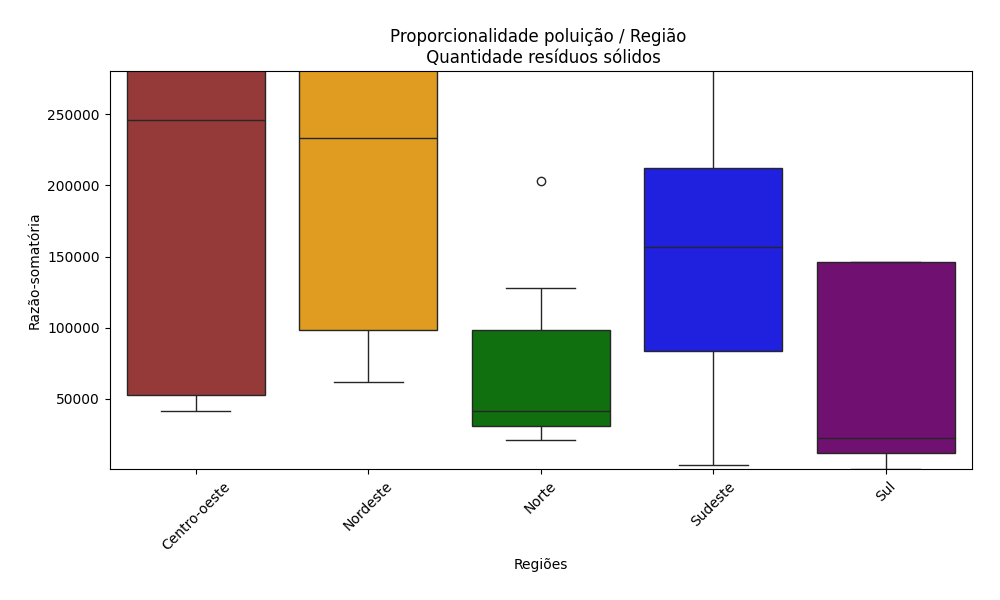 Proporcionalidade poluição / Região
Quantidade resíduos sólidos
Razão-somatória
250000
200000
150000
100000
50000
Centro-oeste
Nordeste
Norte
Sudeste
Sul
Regiões